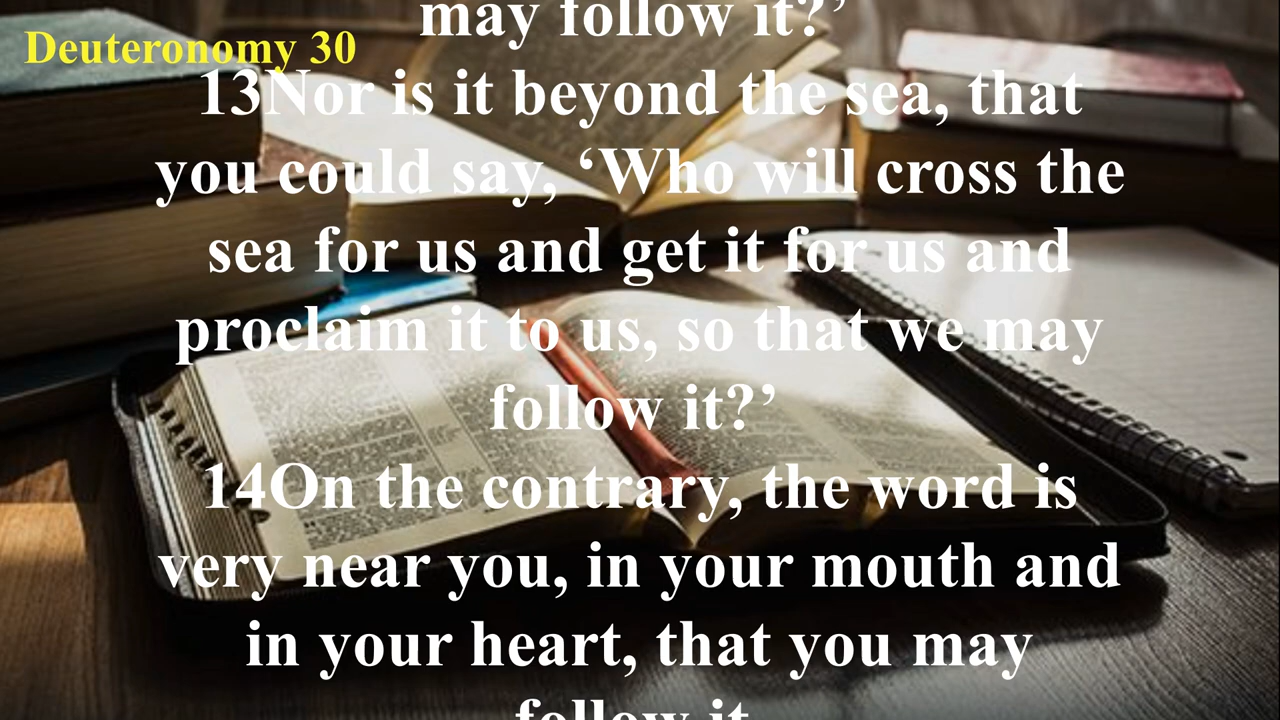 may follow it?’
Deuteronomy 30
13Nor is it beyond the sea, that
you could say, ‘Who will cross the
sea for us and get it for us and
proclaim it to us, so that we may
follow it?’
14On the contrary, the word is
very near you, in your mouth and
in your heart, that you may
follow it.